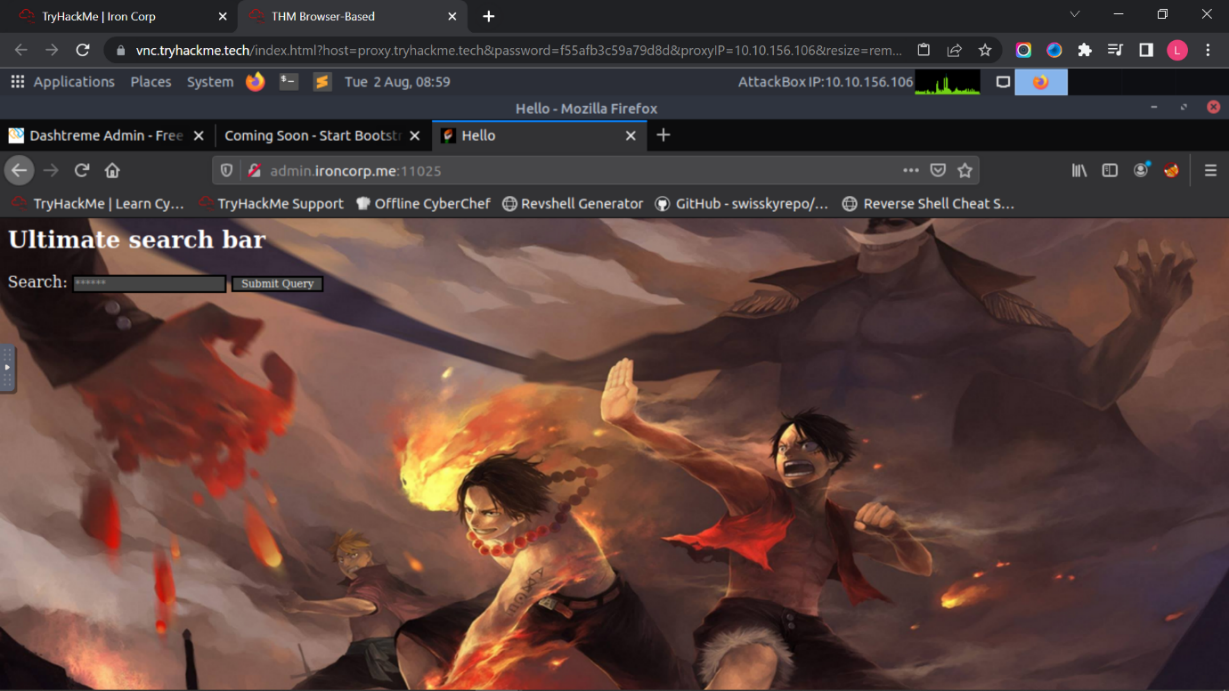 TryHackMe | Iron Corp
THM Browser-Based
vnc.tryhackme.tech/index.html?host=proxy.tryhackme.tech&password=f55afb3c59a79d8d&proxyIP=10.10.156.106&resize=rem...
L
Applications Places System Tue 2 Aug, 08:59 AttackBox IP:10.10.156.106
Hello - Mozilla Firefox
Dashtreme Admin - Free
Coming Soon - Start Bootstr
Hello
admin.ironcorp.me:11025
TryHackMe | Learn Cy... TryHackMe Support Offline CyberChef Revshell Generator GitHub - swisskyrepo/... Reverse Shell Cheat S...
Ultimate search bar
Search: ****** Submit Query